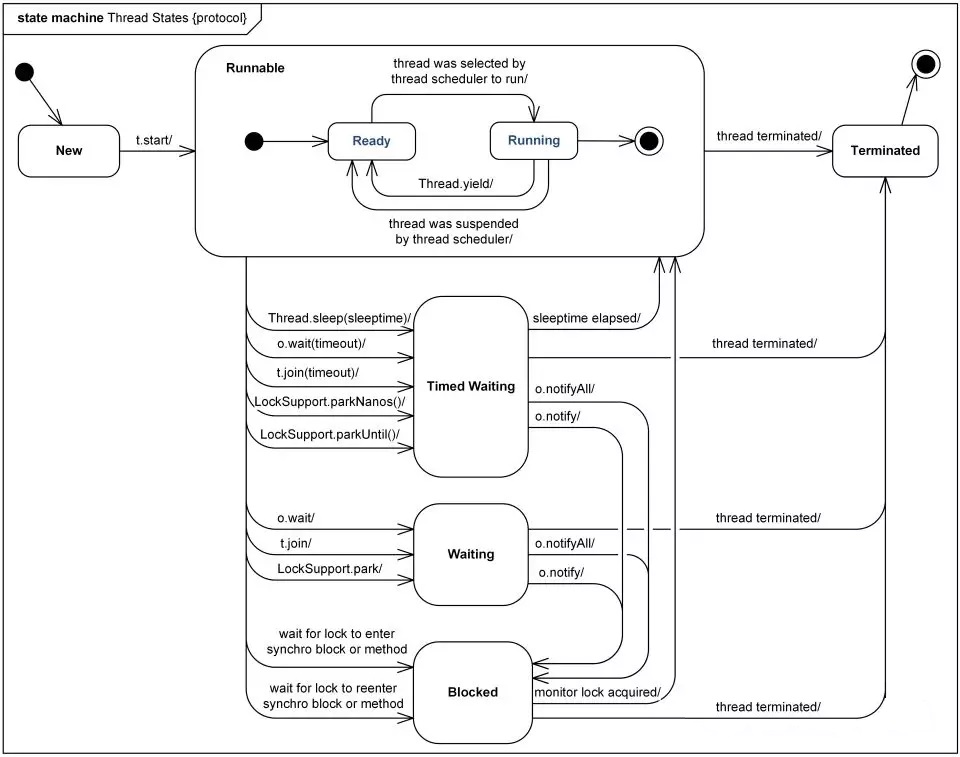 state machine Thread States {protocol}
Runnable
thread was selected by
thread scheduler to run/
New
t.start/
Ready
Running
thread terminated/
Terminated
Thread.yield/
thread was suspended
by thread scheduler/
Thread.sleep(sleeptime)/
sleeptime elapsed/
o.wait(timeout)/
thread terminated/
t.join(timeout)/
Timed Waiting
o.notifyAll/
LockSupport.parkNanos()/
o.notify/
LockSupport.parkUntil()/
o.wait/
thread terminated/
t.join/
Waiting
o.notifyAll/
LockSupport.park/
o.notify/
wait for lock to enter
synchro block or method
wait for lock to reenter
synchro block or method
Blocked
monitor lock acquired/
thread terminated/